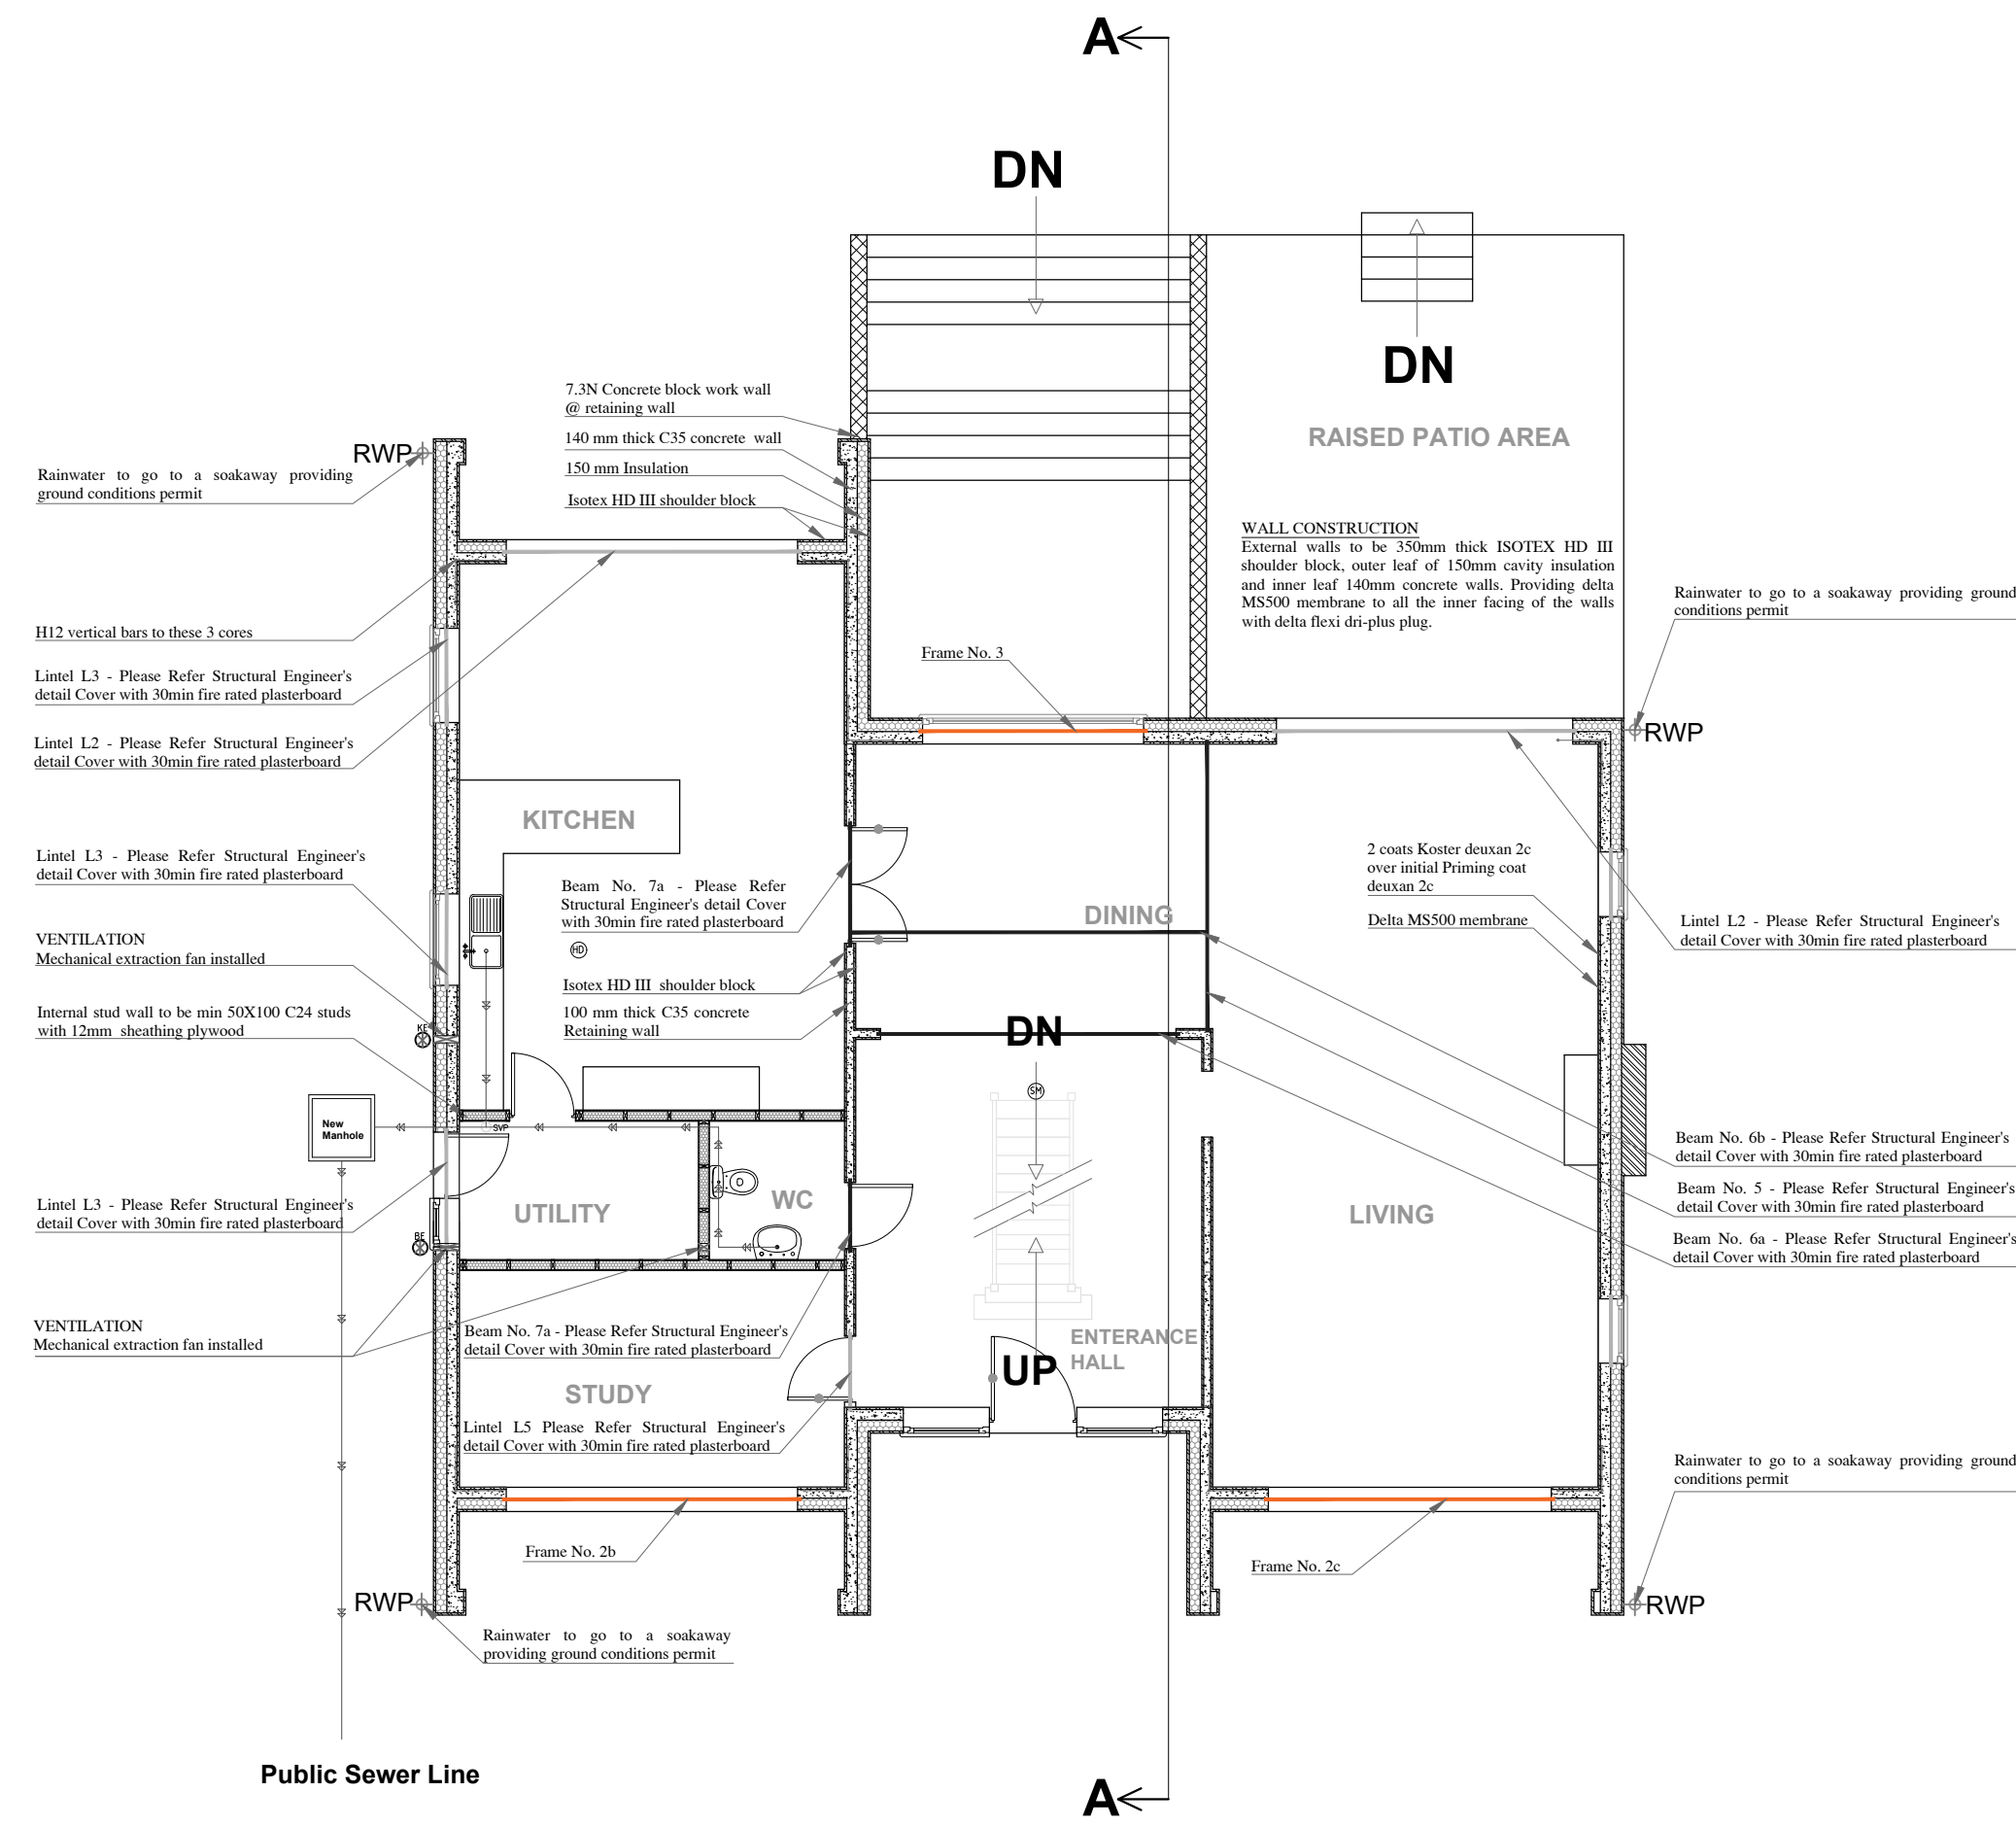 A
DN
DN
7.3N Concrete block work wall
@ retaining wall
140 mm thick C35 concrete wall
150 mm Insulation
Isotex HD III shoulder block
RAISED PATIO AREA
RWP
Rainwater to go to a soakaway providing
ground conditions permit
WALL CONSTRUCTION
External walls to be 350mm thick ISOTEX HD III
shoulder block, outer leaf of 150mm cavity insulation
and inner leaf 140mm concrete walls. Providing delta
MS500 membrane to all the inner facing of the walls
with delta flexi dri-plus plug.
Rainwater to go to a soakaway providing ground
conditions permit
H12 vertical bars to these 3 cores
Frame No. 3
Lintel L3 - Please Refer Structural Engineer's
detail Cover with 30min fire rated plasterboard
RWP
Lintel L2 - Please Refer Structural Engineer's
detail Cover with 30min fire rated plasterboard
KITCHEN
Lintel L3 - Please Refer Structural Engineer's
detail Cover with 30min fire rated plasterboard
2 coats Koster deuxan 2c
over initial Priming coat
deuxan 2c
Beam No. 7a - Please Refer
Structural Engineer's detail Cover
with 30min fire rated plasterboard
DINING
Delta MS500 membrane
Lintel L2 - Please Refer Structural Engineer's
detail Cover with 30min fire rated plasterboard
VENTILATION
Mechanical extraction fan installed
HD
Isotex HD III shoulder block
Internal stud wall to be min 50X100 C24 studs
with 12mm sheathing plywood
100 mm thick C35 concrete
Retaining wall
KF
DN
SM
New
Manhole
SVP
Beam No. 6b - Please Refer Structural Engineer's
detail Cover with 30min fire rated plasterboard
Beam No. 5 - Please Refer Structural Engineer's
detail Cover with 30min fire rated plasterboard
Beam No. 6a - Please Refer Structural Engineer's
detail Cover with 30min fire rated plasterboard
Lintel L3 - Please Refer Structural Engineer's
detail Cover with 30min fire rated plasterboard
UTILITY
WC
LIVING
BF
VENTILATION
Mechanical extraction fan installed
Beam No. 7a - Please Refer Structural Engineer's
detail Cover with 30min fire rated plasterboard
ENTERANCE
HALL
UP
STUDY
Lintel L5 Please Refer Structural Engineer's
detail Cover with 30min fire rated plasterboard
Rainwater to go to a soakaway providing ground
conditions permit
Frame No. 2b
Frame No. 2c
RWP
RWP
Rainwater to go to a soakaway
providing ground conditions permit
Public Sewer Line
A